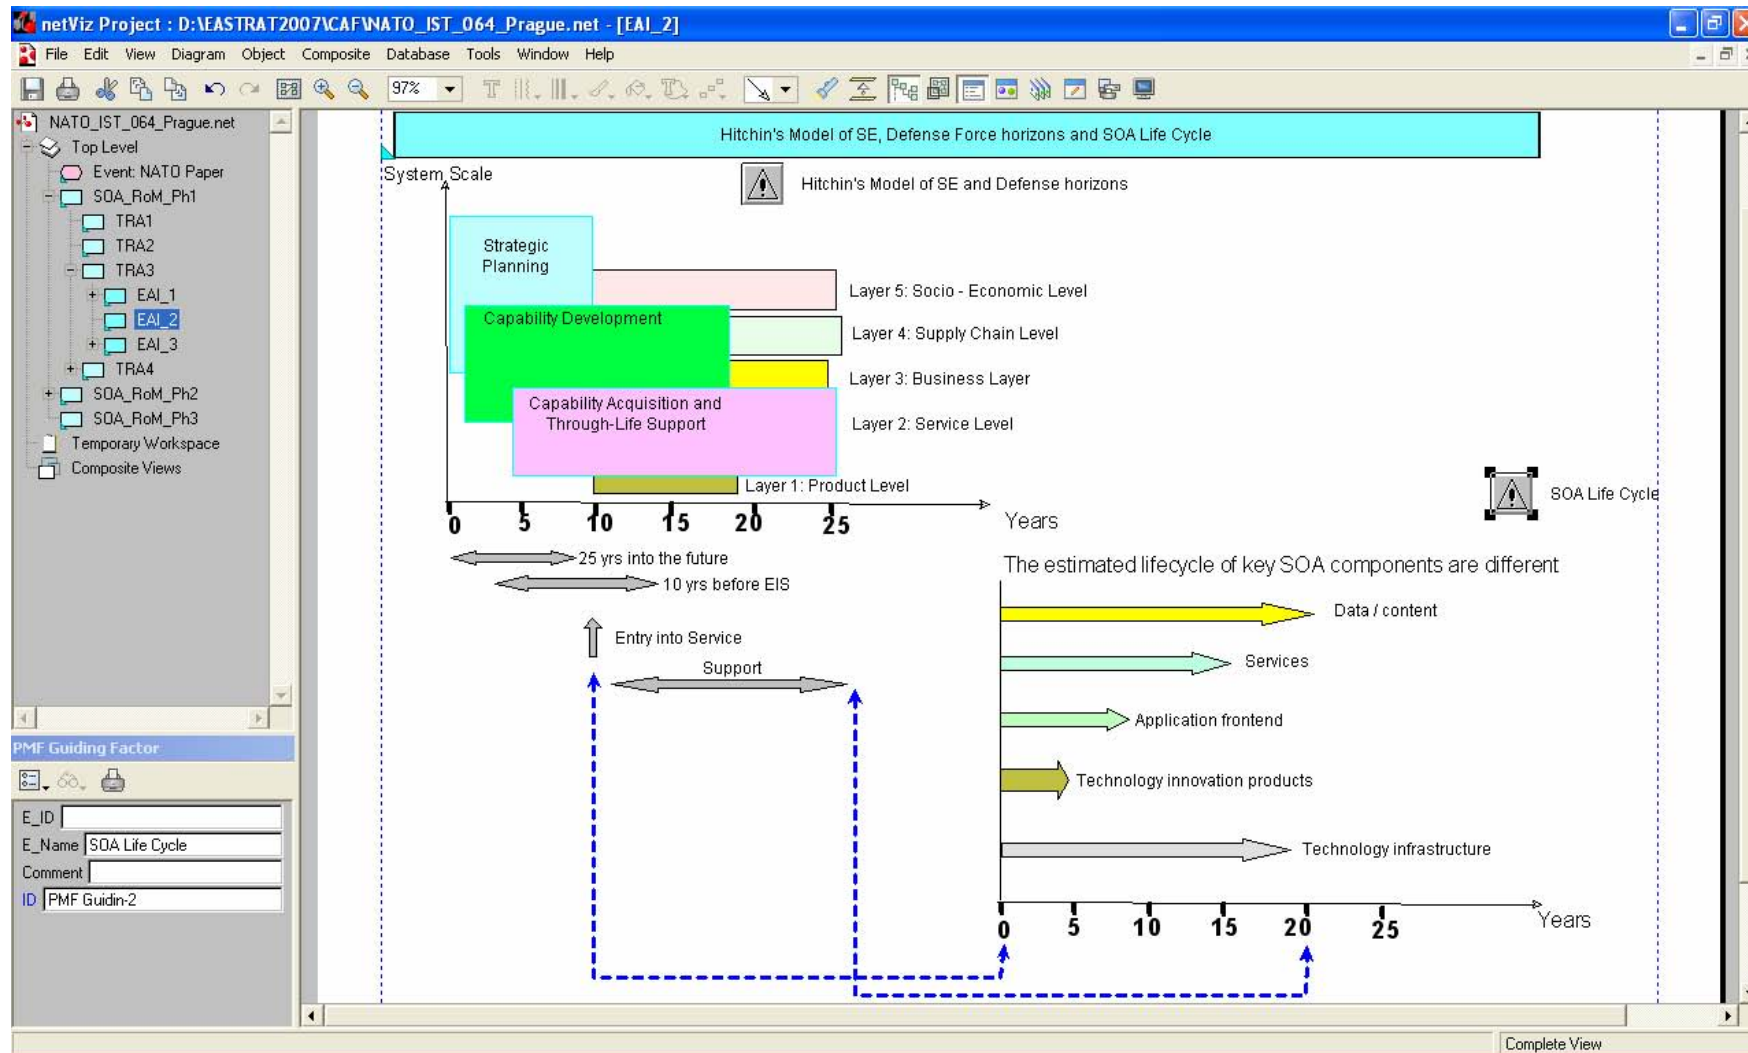 netViz Project : D:\EASTRAT2007\CAF\NATO_IST_064_Prague.net - [EAI_2]
File Edit View Diagram Object Composite Database Tools Window Help
97%
NATO_IST_064_Prague.net
Top Level
Event: NATO Paper
SOA_RoM_Ph1
TRA1
TRA2
TRA3
EAI_1
EAI_2
EAI_3
TRA4
SOA_RoM_Ph2
SOA_RoM_Ph3
Temporary Workspace
Composite Views
PMF Guiding Factor
E_ID
E_Name SOA Life Cycle
Comment
ID PMF Guidin-2
Hitchin's Model of SE, Defense Force horizons and SOA Life Cycle
System Scale
Hitchin's Model of SE and Defense horizons
Strategic
Planning
Layer 5: Socio - Economic Level
Capability Development
Layer 4: Supply Chain Level
Layer 3: Business Layer
Capability Acquisition and
Through-Life Support
Layer 2: Service Level
Layer 1: Product Level
0 5 10 15 20 25
Years
SOA Life Cycle
25 yrs into the future
10 yrs before EIS
Entry into Service
Support
The estimated lifecycle of key SOA components are different
Data / content
Services
Application frontend
Technology innovation products
Technology infrastructure
0 5 10 15 20 25
Years
Complete View